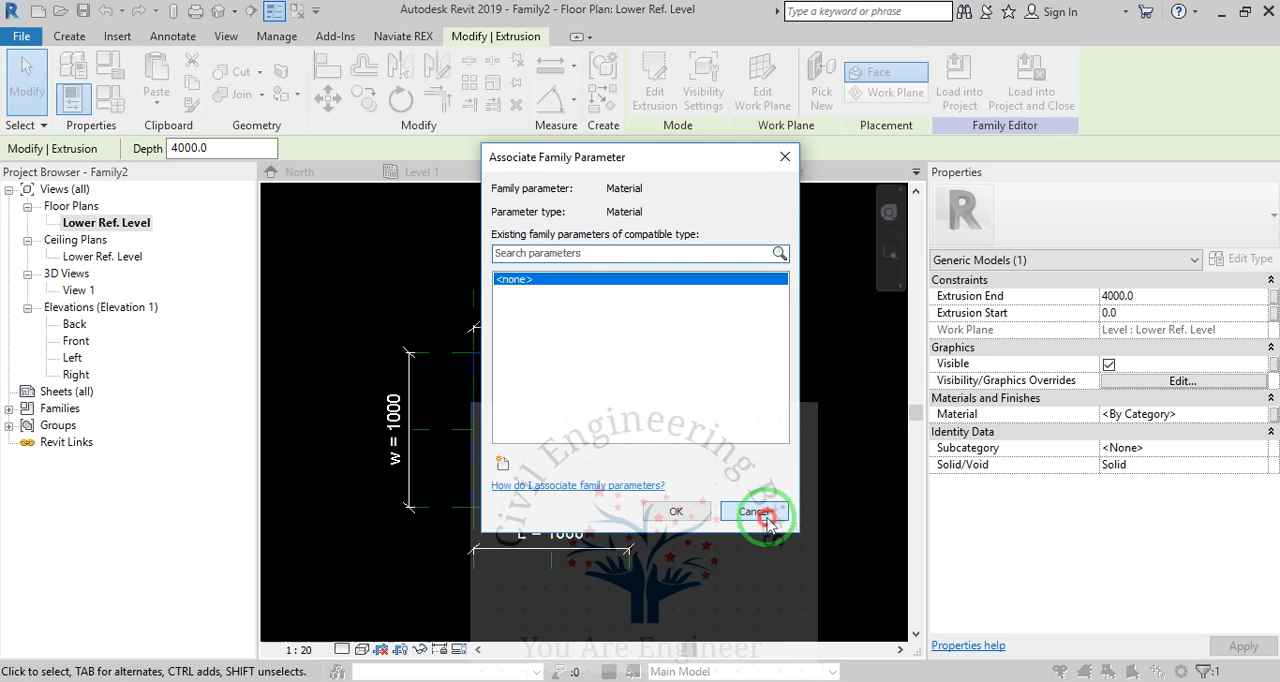 Autodesk Revit 2019 - Family2 - Floor Plan: Lower Ref. Level
Type a keyword or phrase
Sign In
File Create Insert Annotate View Manage Add-Ins Naviate REX Modify | Extrusion
Modify
Paste
Cut
Join
Edit Extrusion
Visibility Settings
Edit Work Plane
Pick New
Face
Work Plane
Load into Project
Load into Project and Close
Select Properties Clipboard Geometry Modify Measure Create Mode Work Plane Placement Family Editor
Modify | Extrusion Depth 4000.0
Project Browser - Family2
Views (all)
Floor Plans
Lower Ref. Level
Ceiling Plans
Lower Ref. Level
3D Views
View 1
Elevations (Elevation 1)
Back
Front
Left
Right
Sheets (all)
Families
Groups
Revit Links
North
Level 1
w = 1000
L = 1000
Associate Family Parameter
Family parameter: Material
Parameter type: Material
Existing family parameters of compatible type:
Search parameters
<none>
How do I associate family parameters?
OK Cancel
Civil Engineering
You Are Engineer
Properties
R
Generic Models (1) Edit Type
Constraints
Extrusion End 4000.0
Extrusion Start 0.0
Work Plane Level : Lower Ref. Level
Graphics
Visible
Visibility/Graphics Overrides Edit...
Materials and Finishes
Material <By Category>
Identity Data
Subcategory <None>
Solid/Void Solid
Properties help Apply
1 : 20
Click to select, TAB for alternates, CTRL adds, SHIFT unselects.
:0
Main Model
:1